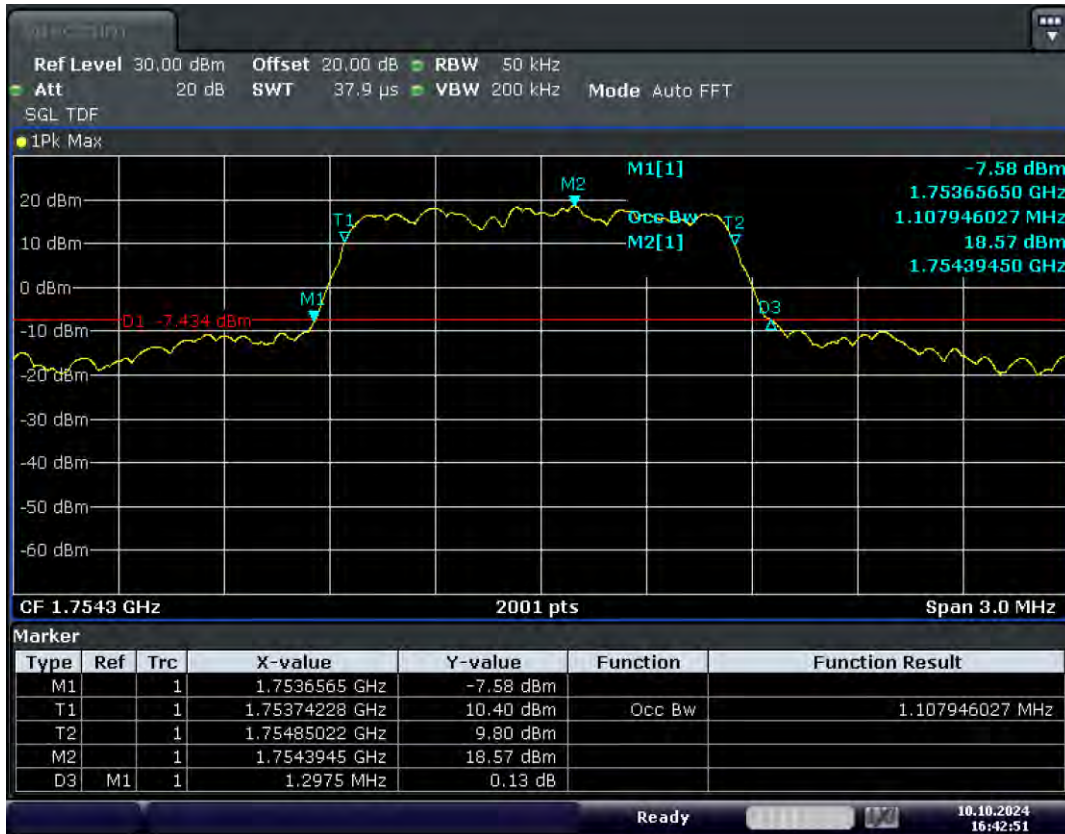 Spectrum
Ref Level 30.00 dBm Offset 20.00 dB RBW 50 kHz
Att 20 dB SWT 37.9 µs VBW 200 kHz Mode Auto FFT
SGL TDF
1Pk Max
M1[1] -7.58 dBm
1.75365650 GHz
Occ Bw 1.107946027 MHz
M2[1] 18.57 dBm
1.75439450 GHz
M2
20 dBm
T1
T2
10 dBm
0 dBm
M1
D3
D1 -7.434 dBm
-10 dBm
-20 dBm
-30 dBm
-40 dBm
-50 dBm
-60 dBm
CF 1.7543 GHz 2001 pts Span 3.0 MHz
Marker
Type Ref Trc X-value Y-value Function Function Result
M1 1 1.7536565 GHz -7.58 dBm
T1 1 1.75374228 GHz 10.40 dBm Occ Bw 1.107946027 MHz
T2 1 1.75485022 GHz 9.80 dBm
M2 1 1.7543945 GHz 18.57 dBm
D3 M1 1 1.2975 MHz 0.13 dB
Ready 10.10.2024
16:42:51